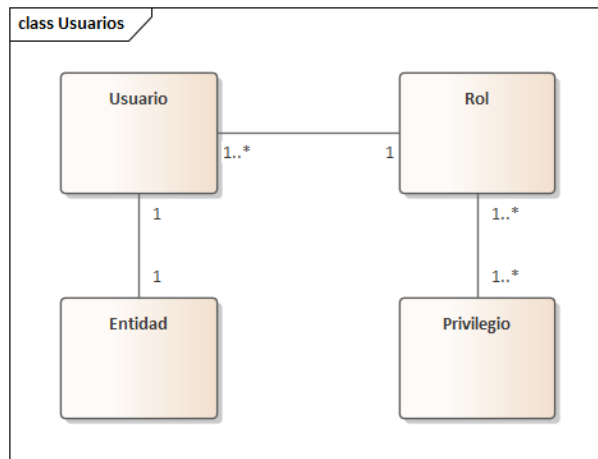 class Usuarios
Usuario
Rol
1..*
1
1
1..*
1
1..*
Entidad
Privilegio